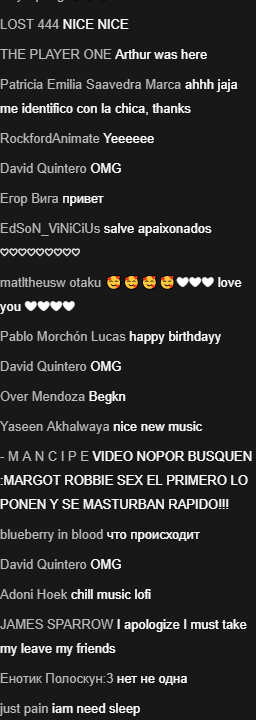 LOST 444 NICE NICE
THE PLAYER ONE Arthur was here
Patricia Emilia Saavedra Marca ahhh jaja
me identifico con la chica, thanks
RockfordAnimate Yeeeeee
David Quintero OMG
Егор Вига привет
EdSoN_ViNiCiUs salve apaixonados
♡♡♡♡♡♡♡♡♡
matltheusw otaku 🥰 🥰 🥰 🥰🤍🤍🤍 love
you 🤍🤍🤍🤍
Pablo Morchón Lucas happy birthdayy
David Quintero OMG
Over Mendoza Begkn
Yaseen Akhalwaya nice new music
- M A N C I P E VIDEO NOPOR BUSQUEN
:MARGOT ROBBIE SEX EL PRIMERO LO
PONEN Y SE MASTURBAN RAPIDO!!!
blueberry in blood что происходит
David Quintero OMG
Adoni Hoek chill music lofi
JAMES SPARROW I apologize I must take
my leave my friends
Енотик Полоскун:3 нет не одна
just pain iam need sleep